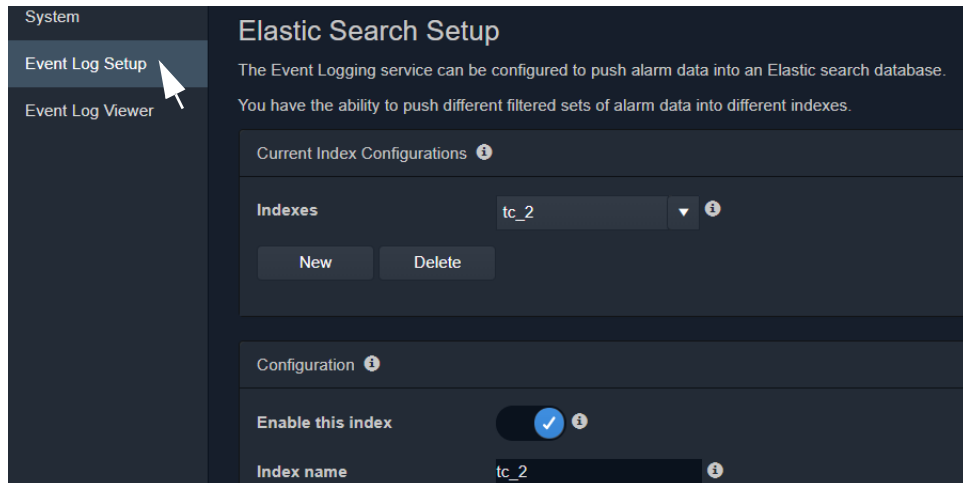 System
Event Log Setup
Event Log Viewer
Elastic Search Setup
The Event Logging service can be configured to push alarm data into an Elastic search database.
You have the ability to push different filtered sets of alarm data into different indexes.
Current Index Configurations
Indexes
tc_2
New
Delete
Configuration
Enable this index
Index name
tc_2